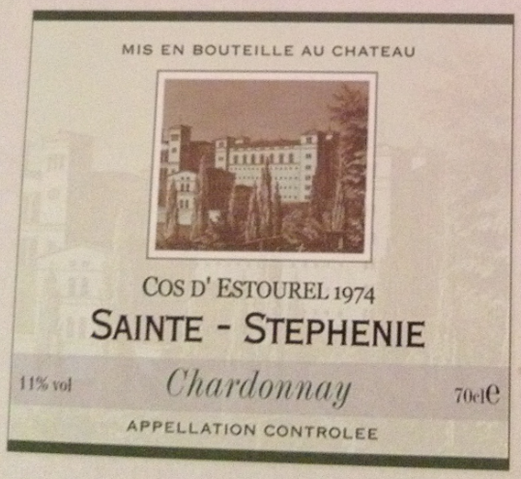 MIS EN BOUTEILLE AU CHATEAU
COS D' ESTOUREL 1974
SAINTE - STEPHENIE
11% vol Chardonnay 70cl e
APPELLATION CONTROLEE